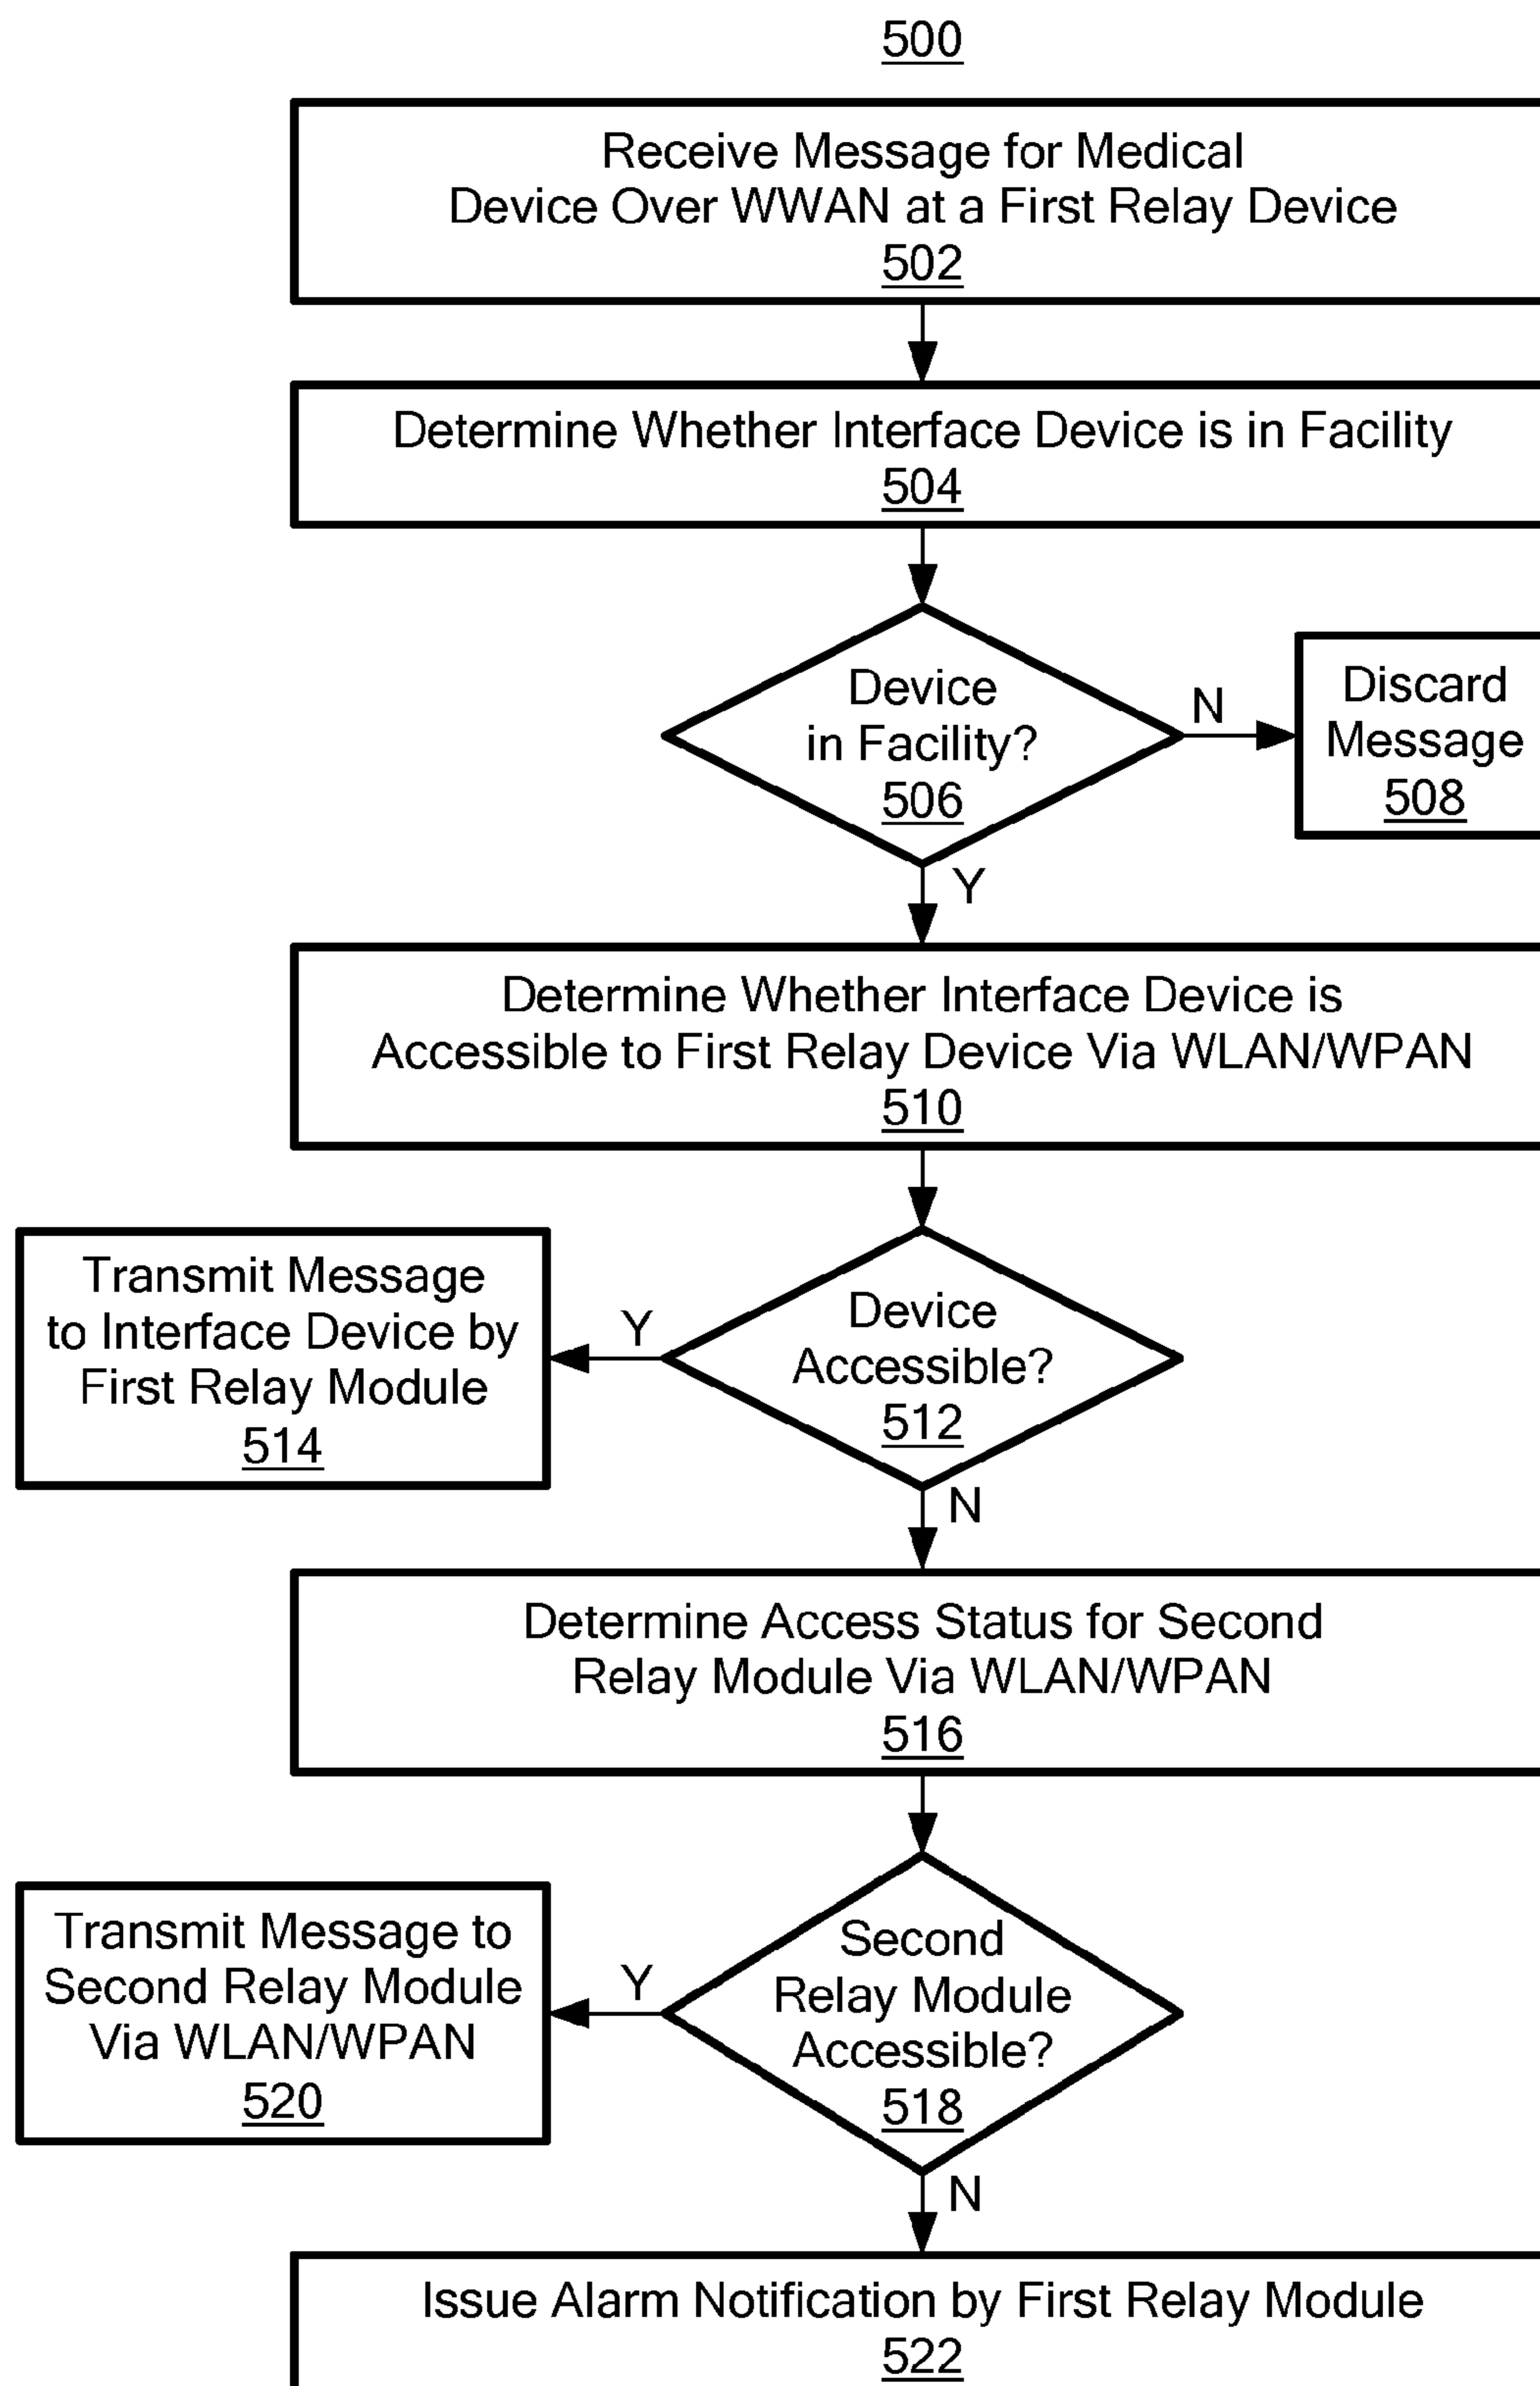 500
Receive Message for Medical
Device Over WWAN at a First Relay Device
502
Determine Whether Interface Device is in Facility
504
Device
in Facility?
506
N
Discard
Message
508
Y
Determine Whether Interface Device is
Accessible to First Relay Device Via WLAN/WPAN
510
Device
Accessible?
512
Y
Transmit Message
to Interface Device by
First Relay Module
514
N
Determine Access Status for Second
Relay Module Via WLAN/WPAN
516
Second
Relay Module
Accessible?
518
Y
Transmit Message to
Second Relay Module
Via WLAN/WPAN
520
N
Issue Alarm Notification by First Relay Module
522